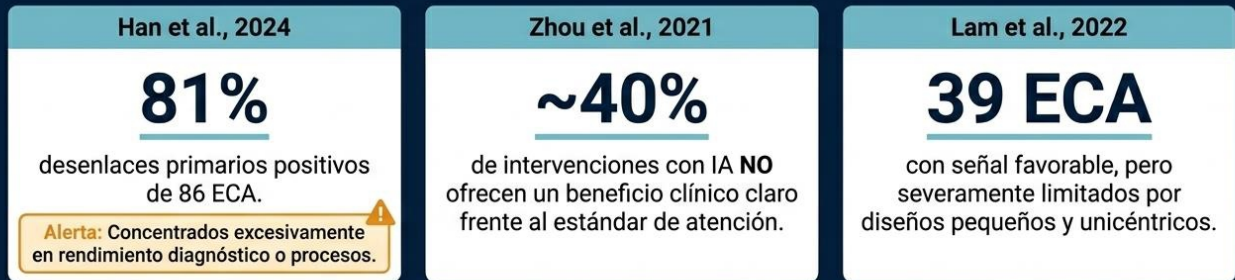 Han et al., 2024
81%
desenlaces primarios positivos
de 86 ECA.
Alerta: Concentrados excesivamente
en rendimiento diagnóstico o procesos.
Zhou et al., 2021
~40%
de intervenciones con IA NO
ofrecen un beneficio clínico claro
frente al estándar de atención.
Lam et al., 2022
39 ECA
con señal favorable, pero
severamente limitados por
diseños pequeños y unicéntricos.